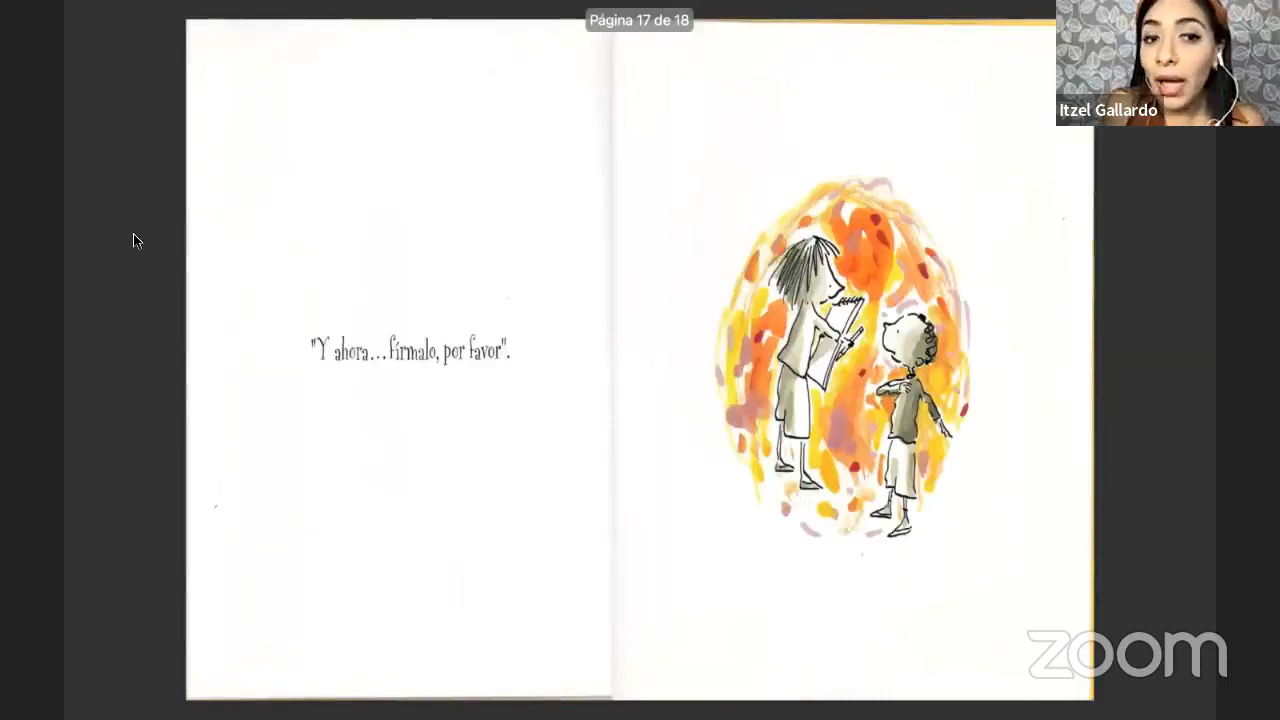 Página 17 de 18
Itzel Gallardo
"Y ahora...fírmalo, por favor".
zoom